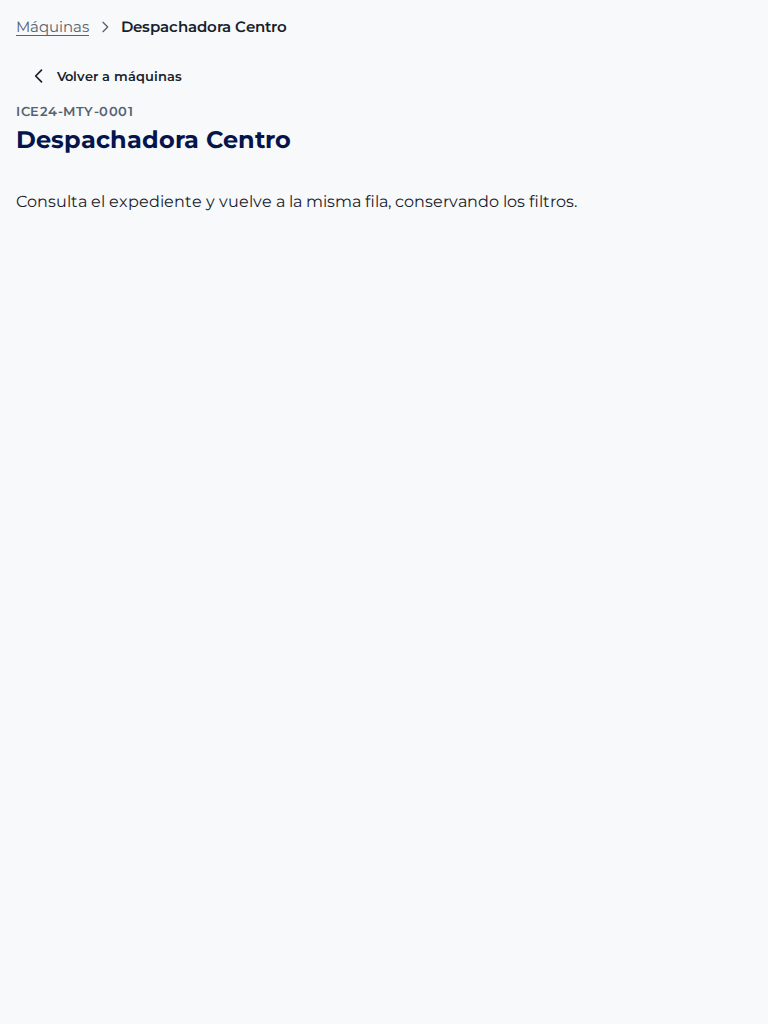 Máquinas > Despachadora Centro
Volver a máquinas
ICE24-MTY-0001
Despachadora Centro
Consulta el expediente y vuelve a la misma fila, conservando los filtros.